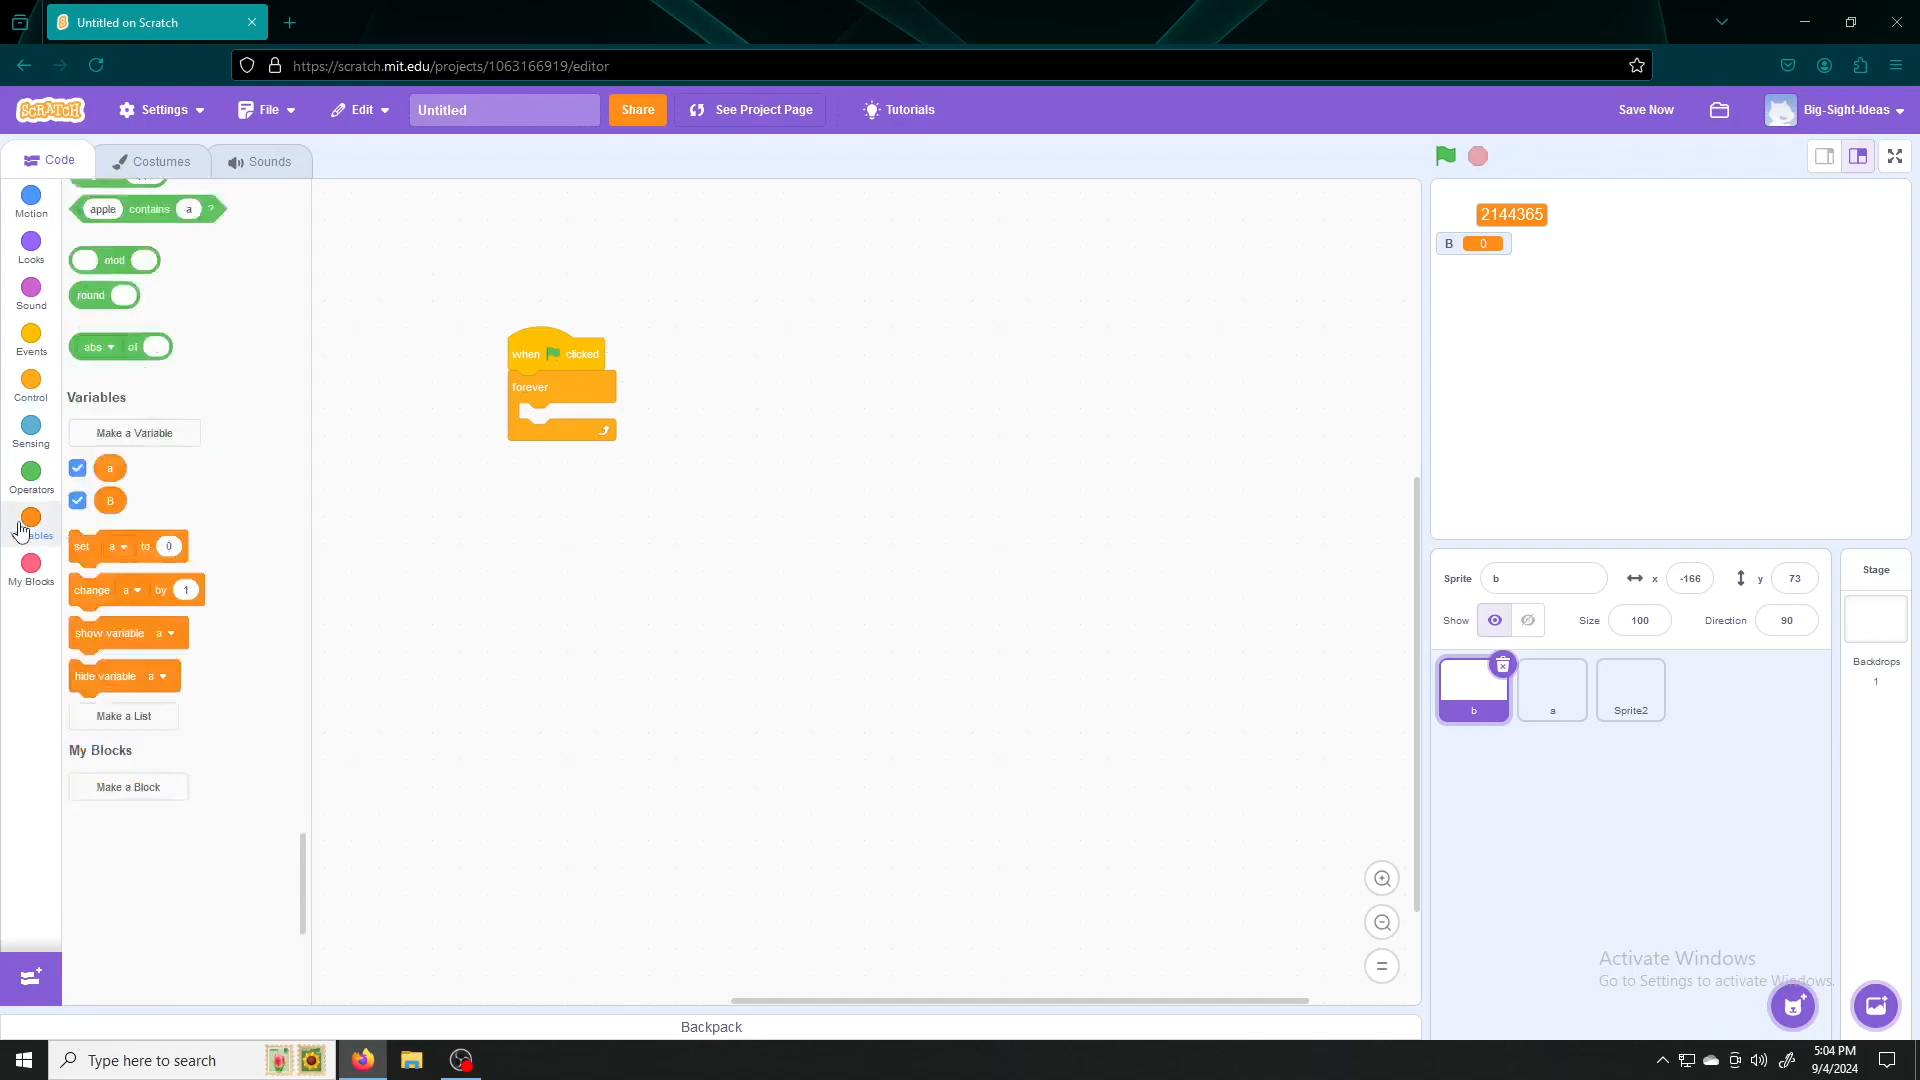 Untitled on Scratch
https://scratch.mit.edu/projects/1063166919/editor
SCRATCH
Settings
File
Edit
Untitled
Share
See Project Page
Tutorials
Save Now
Big-Sight-Ideas
Code
Costumes
Sounds
Motion
Looks
Sound
Events
Control
Sensing
Operators
ables
My Blocks
apple contains a ?
mod
round
abs of
Variables
Make a Variable
a
B
set a to 0
change a by 1
show variable a
hide variable a
Make a List
My Blocks
Make a Block
when clicked
forever
2144365
B 0
Sprite b x -166 y 73
Show Size 100 Direction 90
b
a
Sprite2
Stage
Backdrops
1
Activate Windows
Go to Settings to activate Windows.
Backpack
Type here to search
5:04 PM
9/4/2024